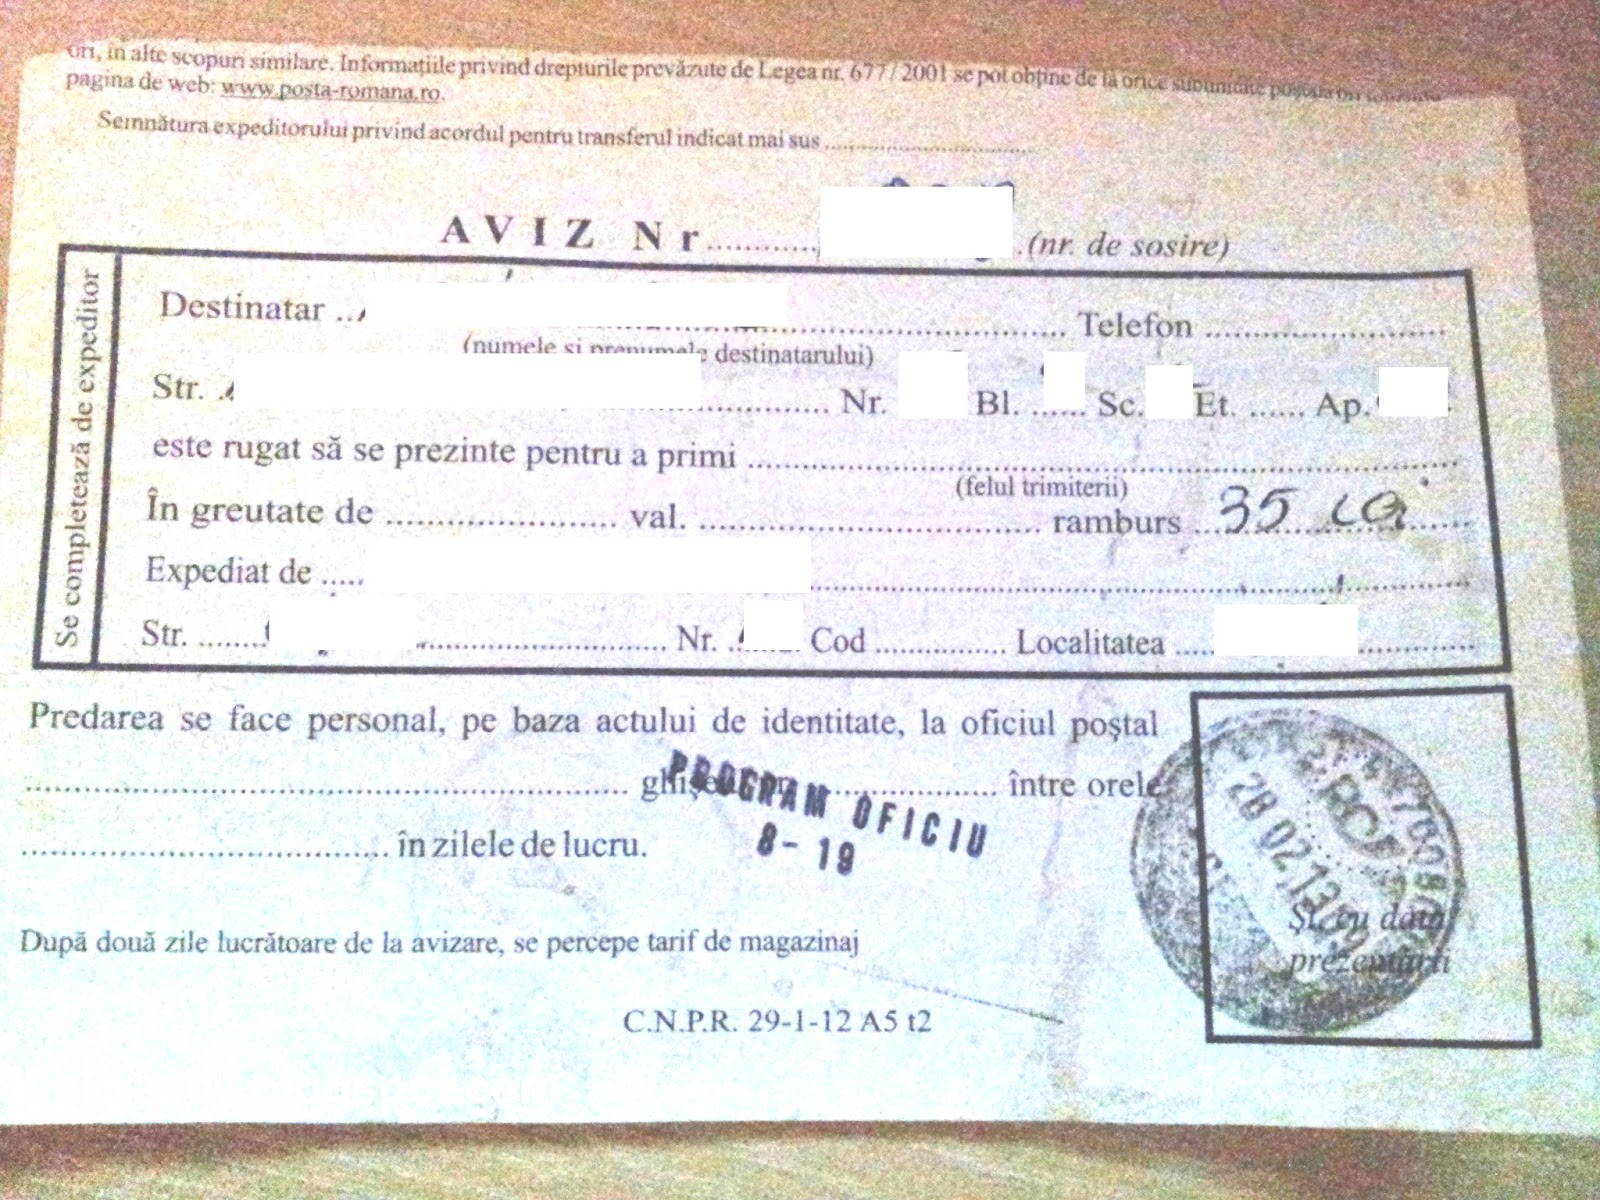 ori, în alte scopuri similare. Informațiile privind drepturile prevăzute de Legea nr. 677/2001 se pot obține de la orice subunitate poștală ori
pagina de web: www.posta-romana.ro.
Semnătura expeditorului privind acordul pentru transferul indicat mai sus ..............................
AVIZ Nr.............. (nr. de sosire)
Destinatar .......... Telefon ..........
(numele și prenumele destinatarului)
Str. .......... Nr. Bl. ...... Sc. Et. ...... Ap.
este rugat să se prezinte pentru a primi ..............................
(felul trimiterii)
În greutate de .................... val. .............................. ramburs ...35 lei......
Expediat de ..............................
Str. .......... Nr. .......... Cod ............... Localitatea ..........
Se completează de expeditor
Predarea se face personal, pe baza actului de identitate, la oficiul poștal
.................................................. ghișeul .................... între orele
................................... în zilele de lucru.
PROGRAM OFICIU
8-19
După două zile lucrătoare de la avizare, se percepe tarif de magazinaj
C.N.P.R. 29-1-12 A5 t2
28 02 13
Șt. cu data
prezentării